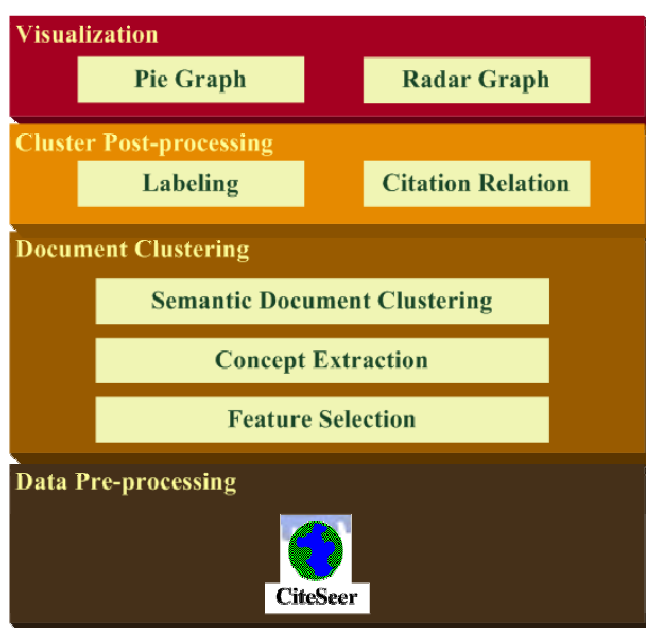 Visualization
Pie Graph
Radar Graph
Cluster Post-processing
Labeling
Citation Relation
Document Clustering
Semantic Document Clustering
Concept Extraction
Feature Selection
Data Pre-processing
CiteSeer